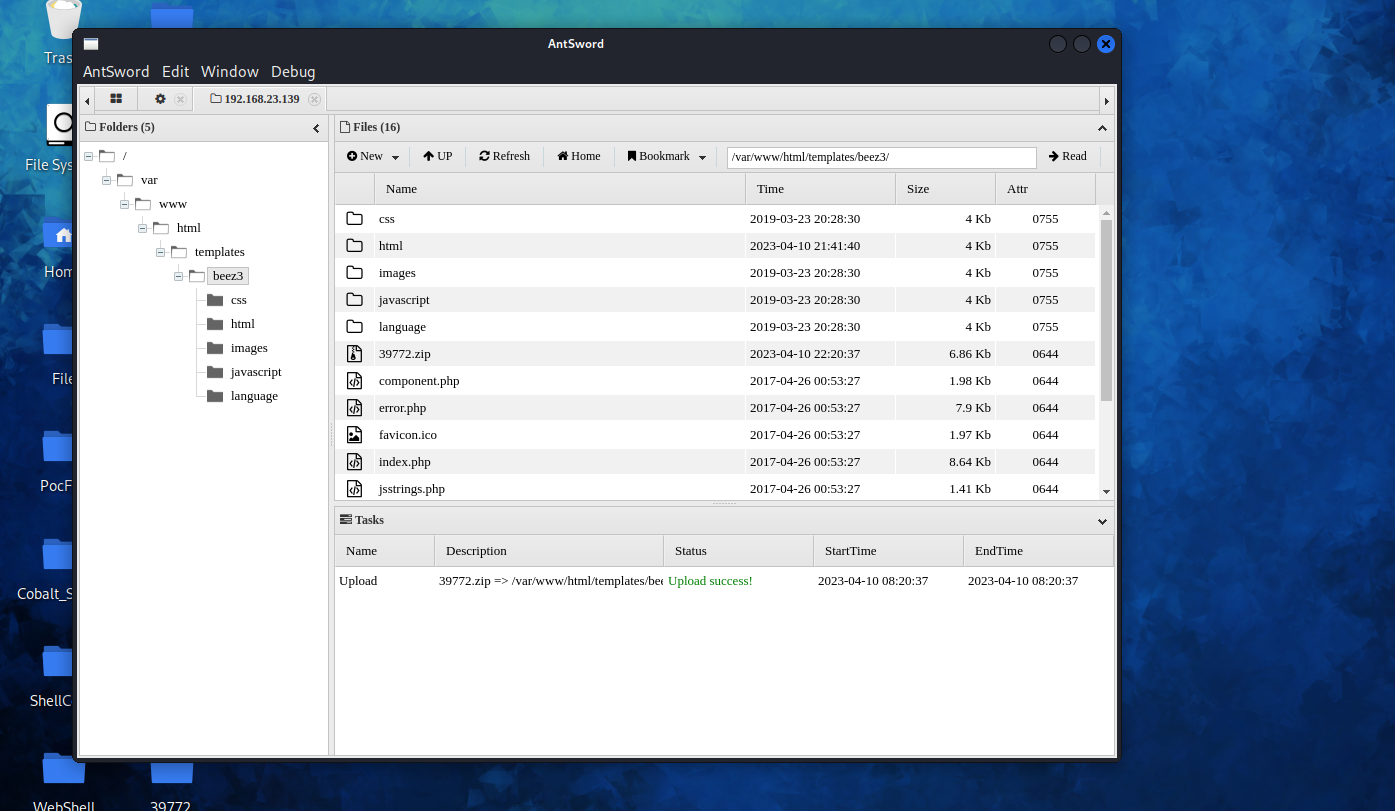 Tras
File Sys
Hom
File
PocF
Cobalt_S
ShellC
WebShell
39772
AntSword
AntSword Edit Window Debug
192.168.23.139
Folders (5)
/
var
www
html
templates
beez3
css
html
images
javascript
language
Files (16)
New UP Refresh Home Bookmark /var/www/html/templates/beez3/ Read
Name Time Size Attr
css 2019-03-23 20:28:30 4 Kb 0755
html 2023-04-10 21:41:40 4 Kb 0755
images 2019-03-23 20:28:30 4 Kb 0755
javascript 2019-03-23 20:28:30 4 Kb 0755
language 2019-03-23 20:28:30 4 Kb 0755
39772.zip 2023-04-10 22:20:37 6.86 Kb 0644
component.php 2017-04-26 00:53:27 1.98 Kb 0644
error.php 2017-04-26 00:53:27 7.9 Kb 0644
favicon.ico 2017-04-26 00:53:27 1.97 Kb 0644
index.php 2017-04-26 00:53:27 8.64 Kb 0644
jsstrings.php 2017-04-26 00:53:27 1.41 Kb 0644
Tasks
Name Description Status StartTime EndTime
Upload 39772.zip => /var/www/html/templates/bee Upload success! 2023-04-10 08:20:37 2023-04-10 08:20:37